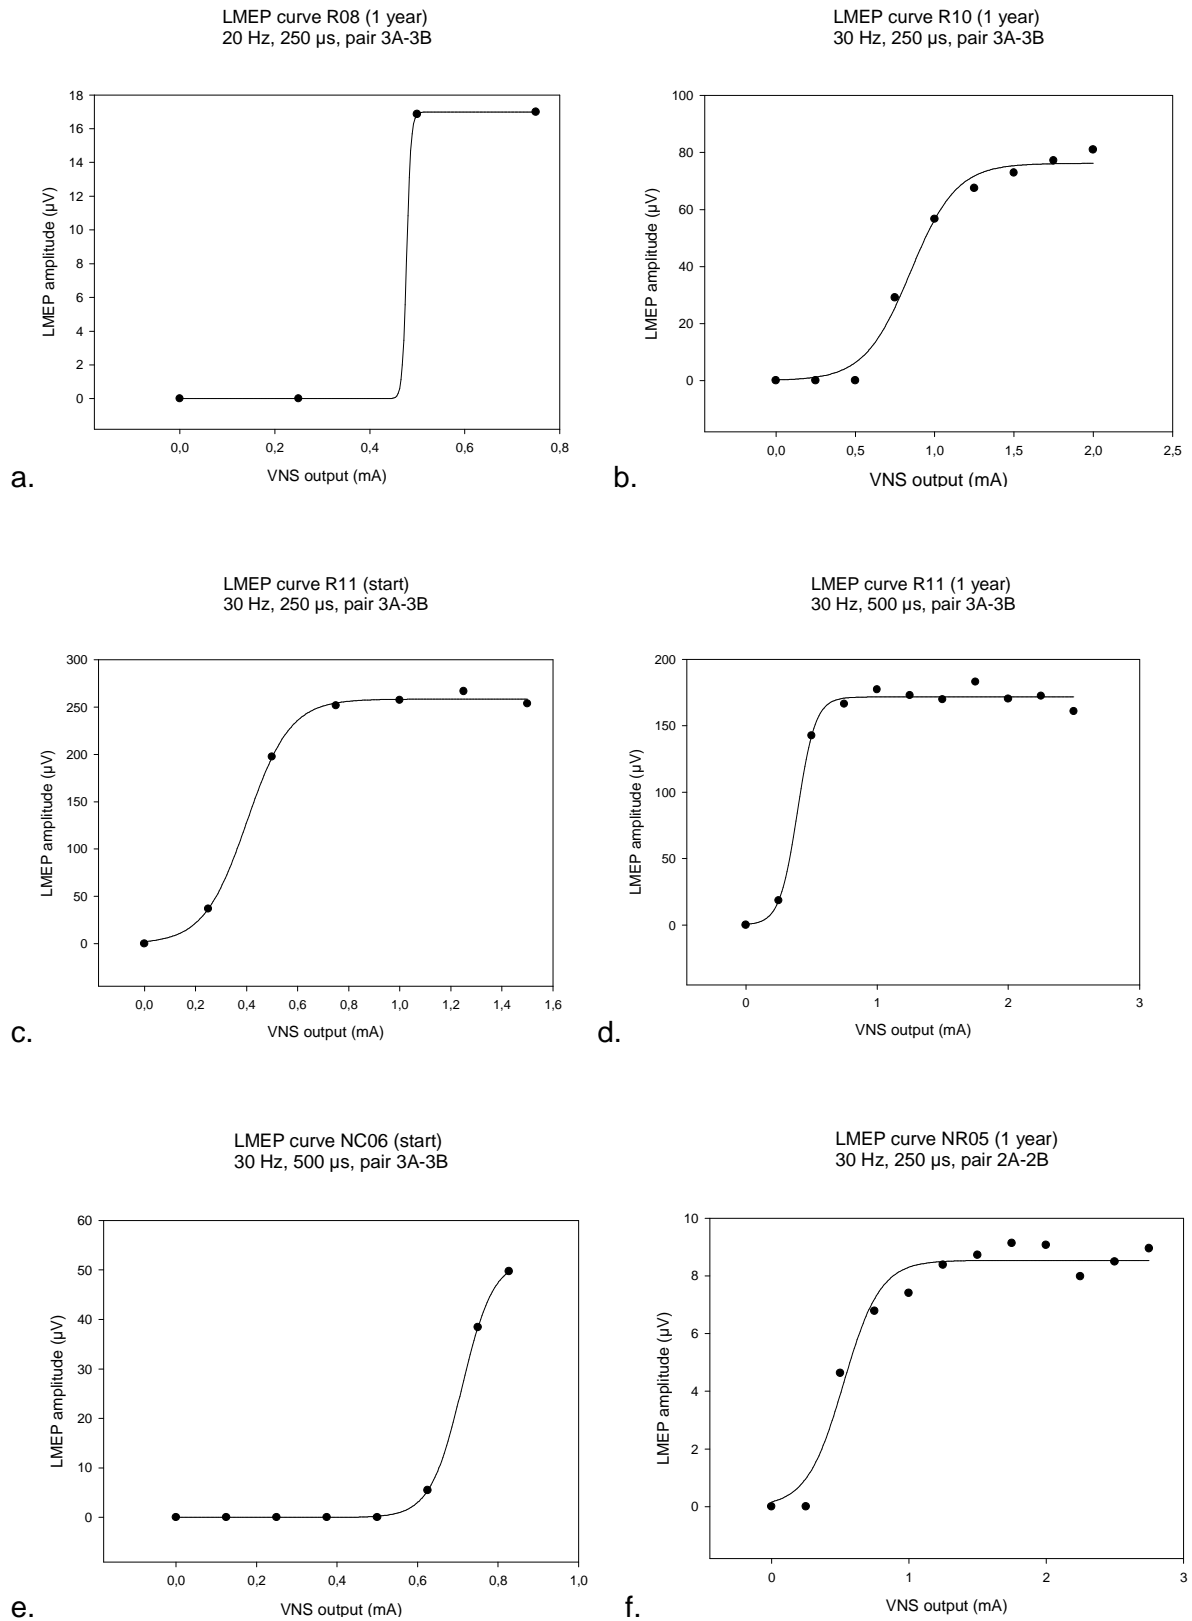 LMEP curve R08 (1 year)
20 Hz, 250 µs, pair 3A-3B
LMEP amplitude (µV)
18
16
14
12
10
8
6
4
2
0
0,0 0,2 0,4 0,6 0,8
VNS output (mA)
a.
LMEP curve R10 (1 year)
30 Hz, 250 µs, pair 3A-3B
LMEP amplitude (µV)
100
80
60
40
20
0
0,0 0,5 1,0 1,5 2,0 2,5
VNS output (mA)
b.
LMEP curve R11 (start)
30 Hz, 250 µs, pair 3A-3B
LMEP amplitude (µV)
300
250
200
150
100
50
0
0,0 0,2 0,4 0,6 0,8 1,0 1,2 1,4 1,6
VNS output (mA)
c.
LMEP curve R11 (1 year)
30 Hz, 500 µs, pair 3A-3B
LMEP amplitude (µV)
200
150
100
50
0
0 1 2 3
VNS output (mA)
d.
LMEP curve NC06 (start)
30 Hz, 500 µs, pair 3A-3B
LMEP amplitude (µV)
60
50
40
30
20
10
0
0,0 0,2 0,4 0,6 0,8 1,0
VNS output (mA)
e.
LMEP curve NR05 (1 year)
30 Hz, 250 µs, pair 2A-2B
LMEP amplitude (µV)
10
8
6
4
2
0
0 1 2 3
VNS output (mA)
f.